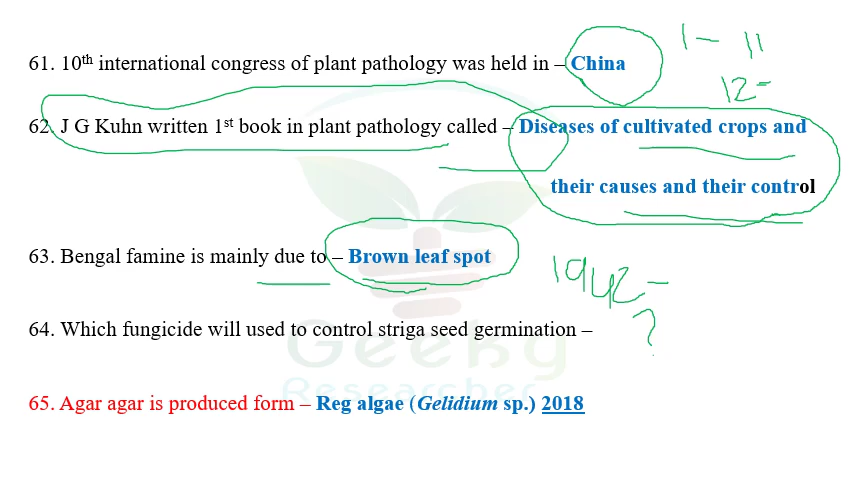 1 – 11
61. 10th international congress of plant pathology was held in – China
12 =
62. J G Kuhn written 1st book in plant pathology called – Diseases of cultivated crops and
their causes and their control
63. Bengal famine is mainly due to – Brown leaf spot
1942 –
?
64. Which fungicide will used to control striga seed germination –
Geeky
Researcher
65. Agar agar is produced form – Reg algae (Gelidium sp.) 2018